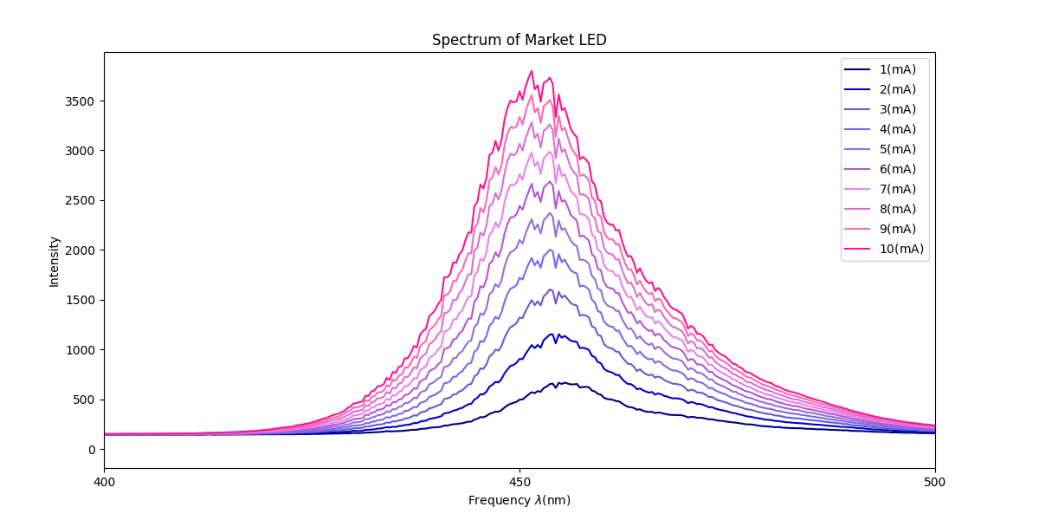 Spectrum of Market LED
3500
3000
2500
2000
1500
1000
500
0
Intensity
400
450
500
Frequency λ(nm)
1(mA)
2(mA)
3(mA)
4(mA)
5(mA)
6(mA)
7(mA)
8(mA)
9(mA)
10(mA)